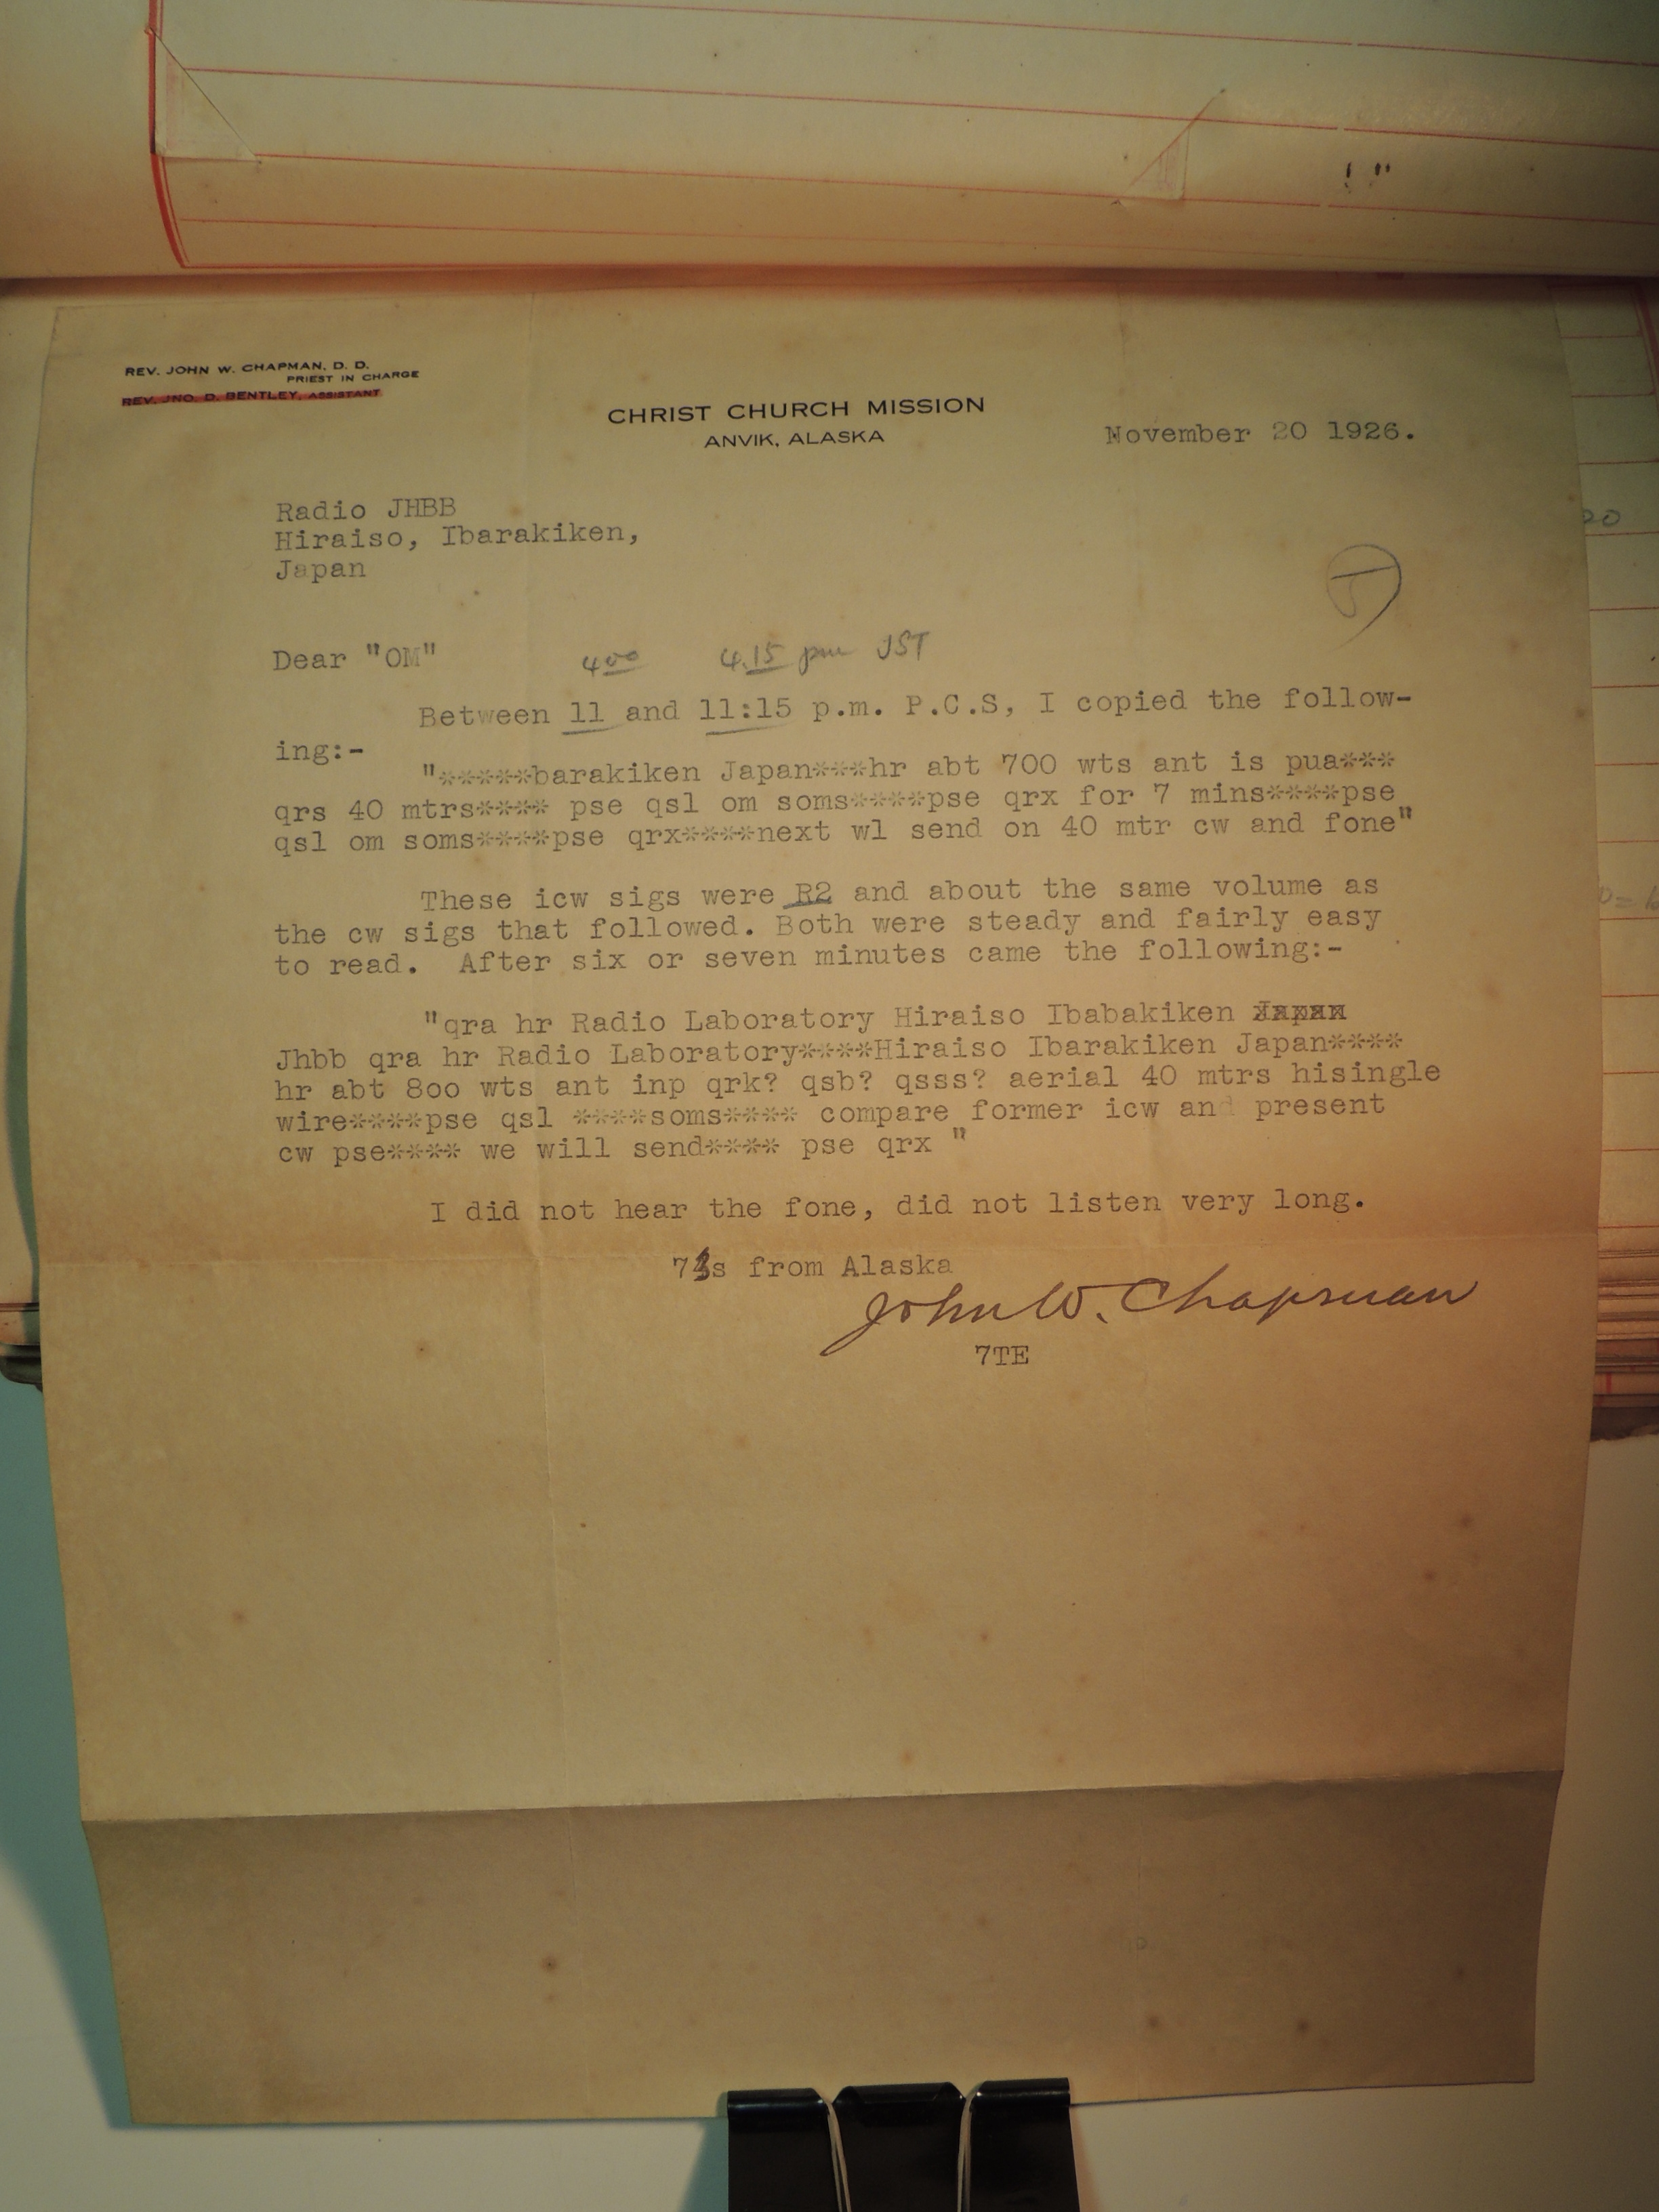 REV. JOHN W. CHAPMAN, D. D.
PRIEST IN CHARGE
REV. JNO. D. BENTLEY, ASSISTANT
CHRIST CHURCH MISSION
ANVIK, ALASKA
November 20 1926.
Radio JHBB
Hiraiso, Ibarakiken,
Japan
Dear "OM"
4.00 4.15 pm JST
Between 11 and 11:15 p.m. P.C.S, I copied the follow-
ing:-
"*****barakiken Japan***hr abt 700 wts ant is pua***
qrs 40 mtrs**** pse qsl om soms****pse qrx for 7 mins****pse
qsl om soms****pse qrx****next wl send on 40 mtr cw and fone"
These icw sigs were R2 and about the same volume as
the cw sigs that followed. Both were steady and fairly easy
to read. After six or seven minutes came the following:-
"qra hr Radio Laboratory Hiraiso Ibabakiken Japan
Jhbb qra hr Radio Laboratory****Hiraiso Ibarakiken Japan****
hr abt 8oo wts ant inp qrk? qsb? qsss? aerial 40 mtrs hisingle
wire****pse qsl ****soms**** compare former icw and present
cw pse**** we will send**** pse qrx "
I did not hear the fone, did not listen very long.
73s from Alaska
John W. Chapman
7TE